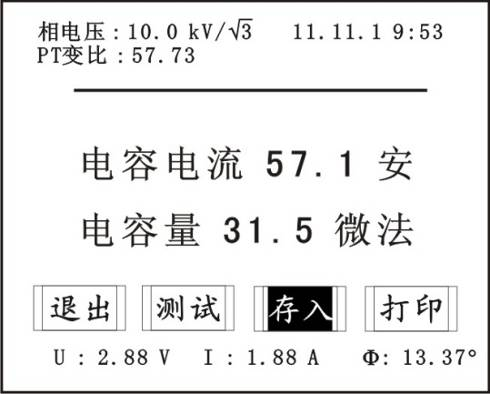 相电压：10.0 kV/√3 11.11.1 9:53
PT变比：57.73
电容电流 57.1 安
电容量 31.5 微法
退出 测试 存入 打印
U：2.88 V I：1.88 A Φ：13.37°